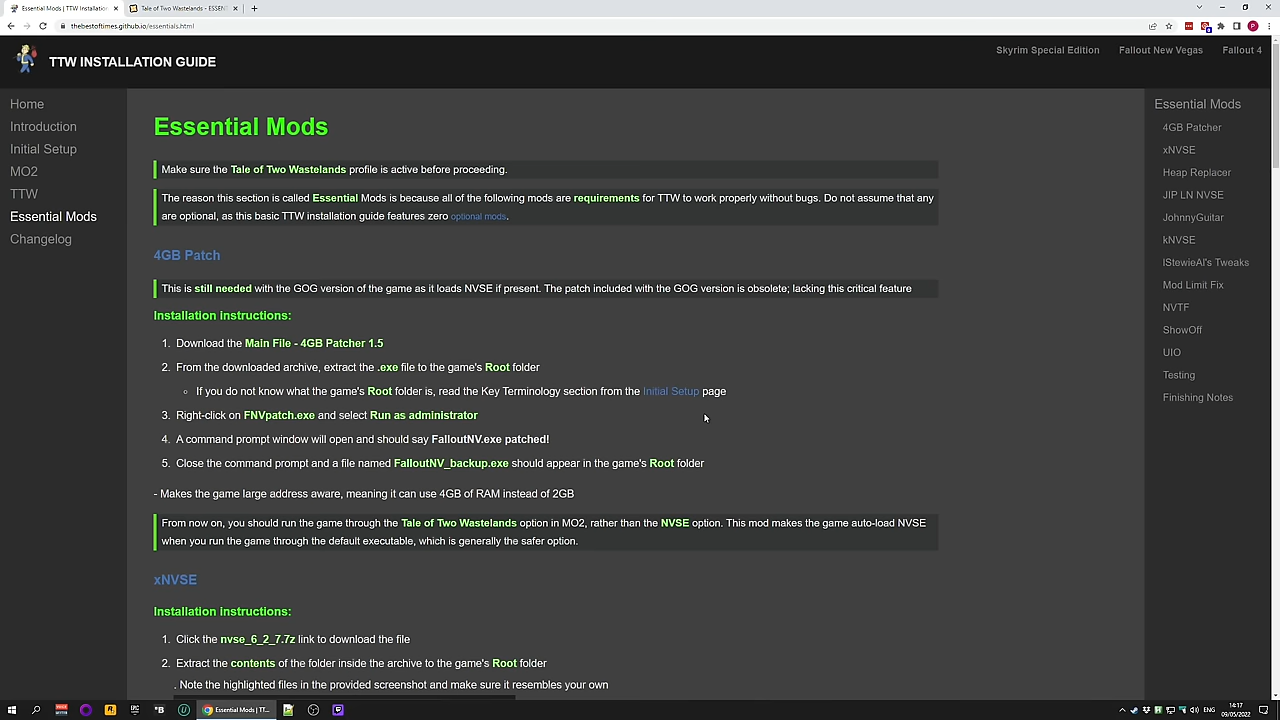 Essential Mods | TTW Installation
Tale of Two Wastelands - ESSENT
thebestoftimes.github.io/essentials.html
TTW INSTALLATION GUIDE
Skyrim Special Edition
Fallout New Vegas
Fallout 4
Home
Introduction
Initial Setup
MO2
TTW
Essential Mods
Changelog
Essential Mods
Make sure the Tale of Two Wastelands profile is active before proceeding.
The reason this section is called Essential Mods is because all of the following mods are requirements for TTW to work properly without bugs. Do not assume that any
are optional, as this basic TTW installation guide features zero optional mods.
4GB Patch
This is still needed with the GOG version of the game as it loads NVSE if present. The patch included with the GOG version is obsolete; lacking this critical feature
Installation instructions:
1. Download the Main File - 4GB Patcher 1.5
2. From the downloaded archive, extract the .exe file to the game's Root folder
If you do not know what the game's Root folder is, read the Key Terminology section from the Initial Setup page
3. Right-click on FNVpatch.exe and select Run as administrator
4. A command prompt window will open and should say FalloutNV.exe patched!
5. Close the command prompt and a file named FalloutNV_backup.exe should appear in the game's Root folder
- Makes the game large address aware, meaning it can use 4GB of RAM instead of 2GB
From now on, you should run the game through the Tale of Two Wastelands option in MO2, rather than the NVSE option. This mod makes the game auto-load NVSE
when you run the game through the default executable, which is generally the safer option.
xNVSE
Installation instructions:
1. Click the nvse_6_2_7.7z link to download the file
2. Extract the contents of the folder inside the archive to the game's Root folder
. Note the highlighted files in the provided screenshot and make sure it resembles your own
Essential Mods
4GB Patcher
xNVSE
Heap Replacer
JIP LN NVSE
JohnnyGuitar
kNVSE
lStewieAl's Tweaks
Mod Limit Fix
NVTF
ShowOff
UIO
Testing
Finishing Notes
Essential Mods | TT...
ENG
14:17
09/05/2022